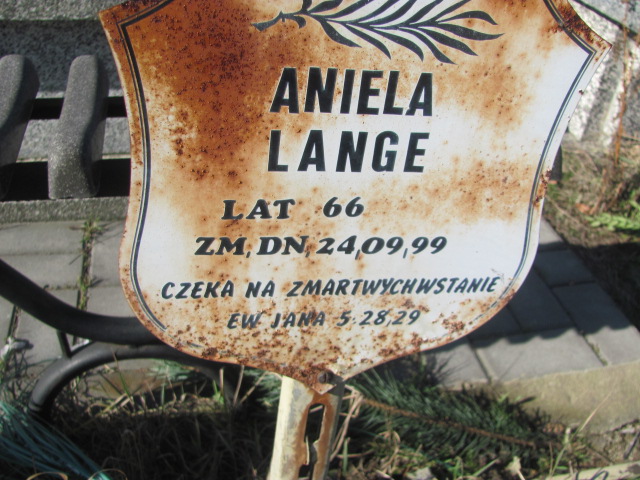 ANIELA
LANGE
LAT 66
ZM, DN, 24,09,99
CZEKA NA ZMARTWYCHWSTANIE
EW JANA 5.28,29